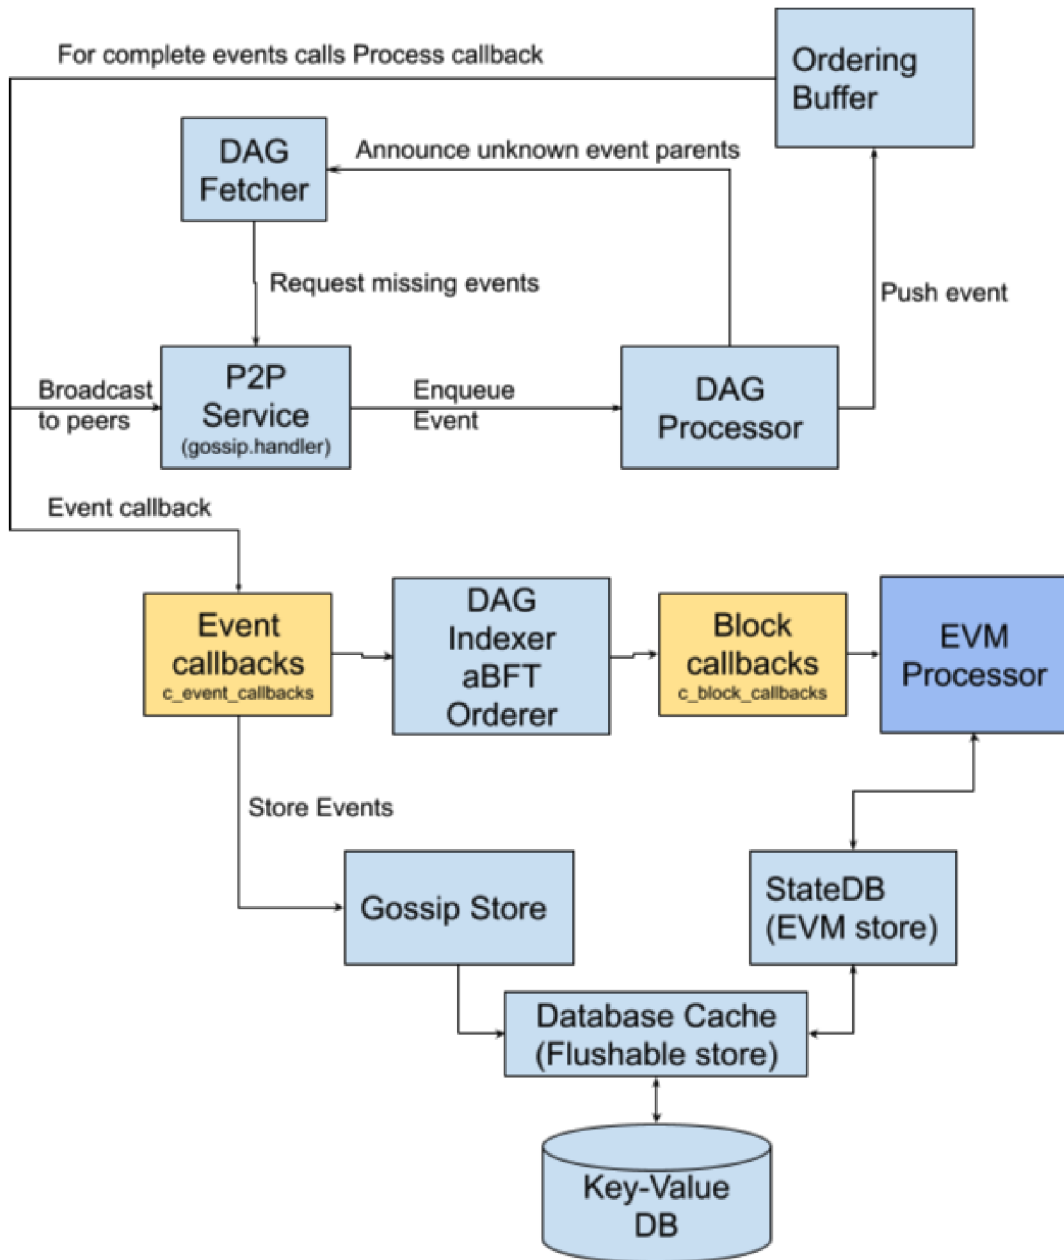 For complete events calls Process callback
Ordering
Buffer
DAG
Fetcher
Announce unknown event parents
Request missing events
Push event
Broadcast
to peers
P2P
Service
(gossip.handler)
Enqueue
Event
DAG
Processor
Event callback
Event
callbacks
c_event_callbacks
DAG
Indexer
aBFT
Orderer
Block
callbacks
c_block_callbacks
EVM
Processor
Store Events
Gossip Store
StateDB
(EVM store)
Database Cache
(Flushable store)
Key-Value
DB